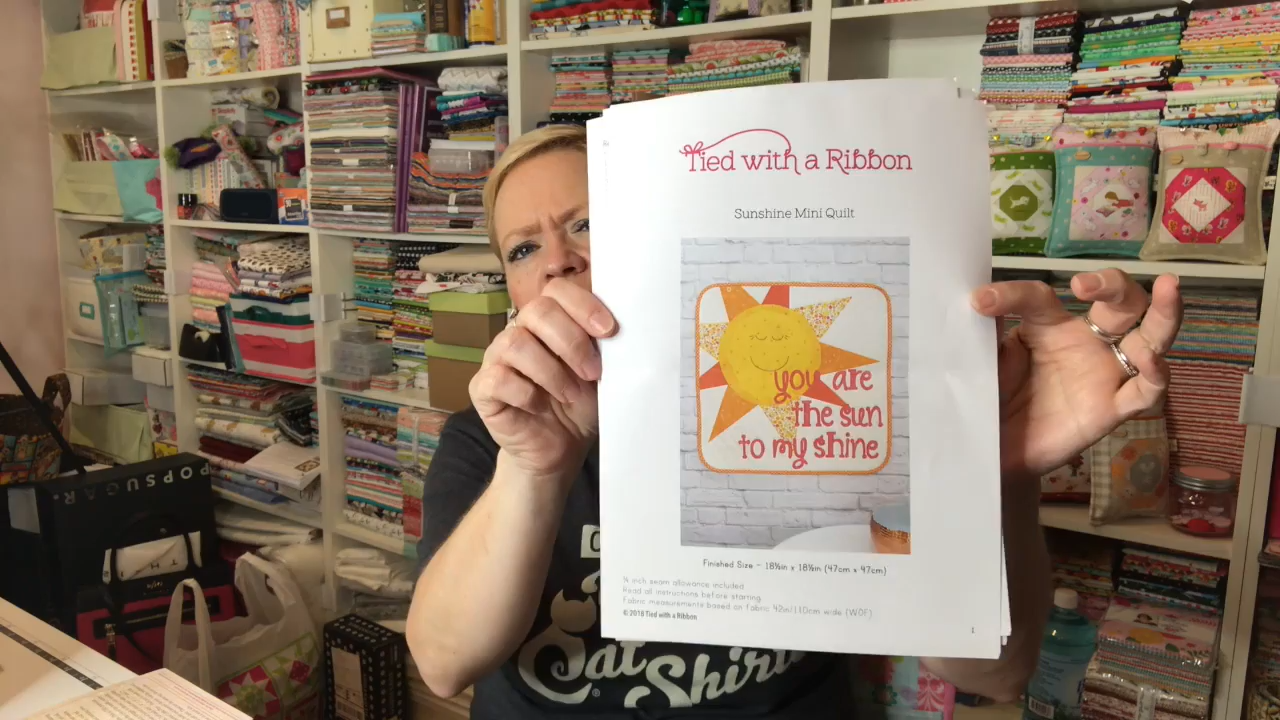 Tied with a Ribbon
Sunshine Mini Quilt
you are
the sun
to my shine
Finished Size - 18½in x 18½in (47cm x 47cm)
¼ inch seam allowance included
Read all instructions before starting.
Fabric measurements based on fabric 42in/110cm wide (WOF)
© 2018 Tied with a Ribbon
1
POPSUGAR.
Cat
Shirt